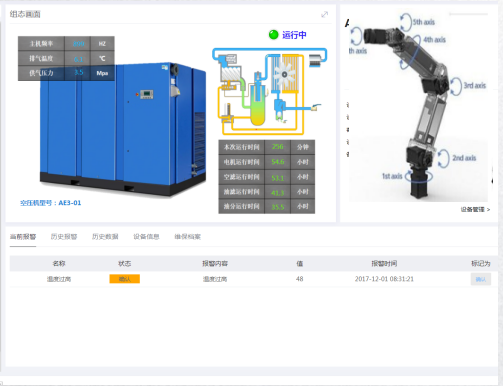 组态画面
运行中
主机频率 HZ
排气温度 ℃
供气压力 3.5 Mpa
本次运行时间 256 分钟
电机运行时间 54.6 小时
空滤运行时间 53.1 小时
油滤运行时间 41.3 小时
油分运行时间 35.5 小时
空压机型号：AE3-01
5th axis
4th axis
th axis
3rd axis
2nd axis
1st axis
设备管理 >
当前报警 历史报警 历史数据 设备信息 维保档案
名称 状态 报警内容 值 报警时间 标记为
温度过高 确认 温度过高 48 2017-12-01 08:31:21 确认